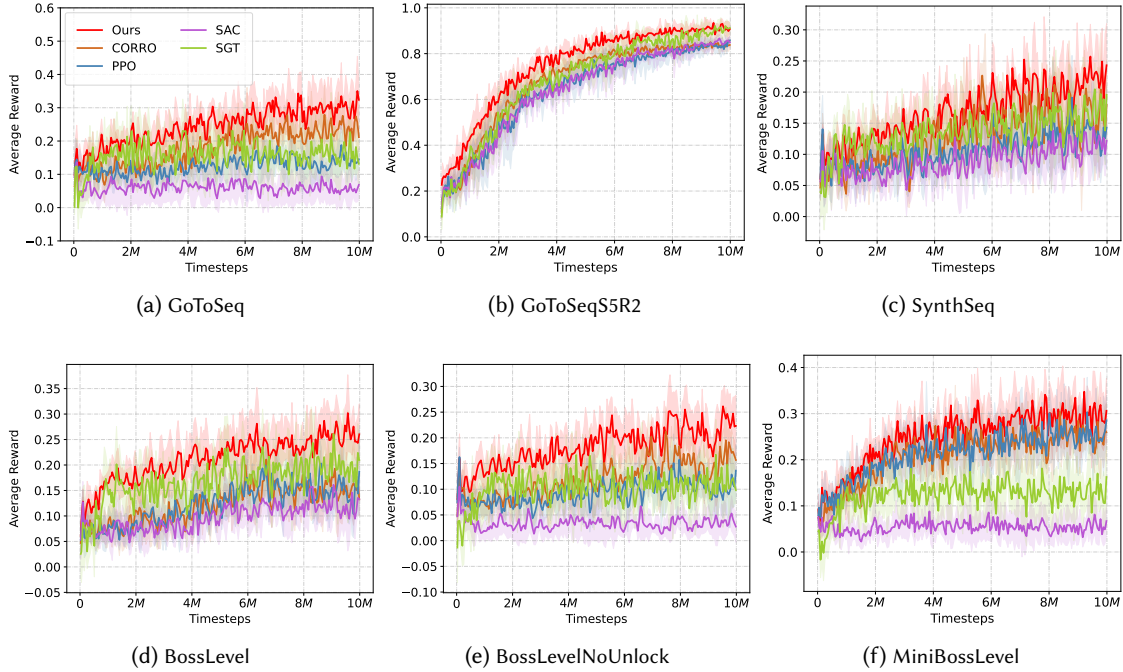 0.6
0.5
0.4
0.3
0.2
0.1
0.0
−0.1
Average Reward
Ours
CORRO
PPO
SAC
SGT
0 2M 4M 6M 8M 10M
Timesteps
(a) GoToSeq
1.0
0.8
0.6
0.4
0.2
0.0
Average Reward
0 2M 4M 6M 8M 10M
Timesteps
(b) GoToSeqS5R2
0.30
0.25
0.20
0.15
0.10
0.05
0.00
Average Reward
0 2M 4M 6M 8M 10M
Timesteps
(c) SynthSeq
0.35
0.30
0.25
0.20
0.15
0.10
0.05
0.00
−0.05
Average Reward
0 2M 4M 6M 8M 10M
Timesteps
(d) BossLevel
0.30
0.25
0.20
0.15
0.10
0.05
0.00
−0.05
−0.10
Average Reward
0 2M 4M 6M 8M 10M
Timesteps
(e) BossLevelNoUnlock
0.4
0.3
0.2
0.1
0.0
Average Reward
0 2M 4M 6M 8M 10M
Timesteps
(f) MiniBossLevel